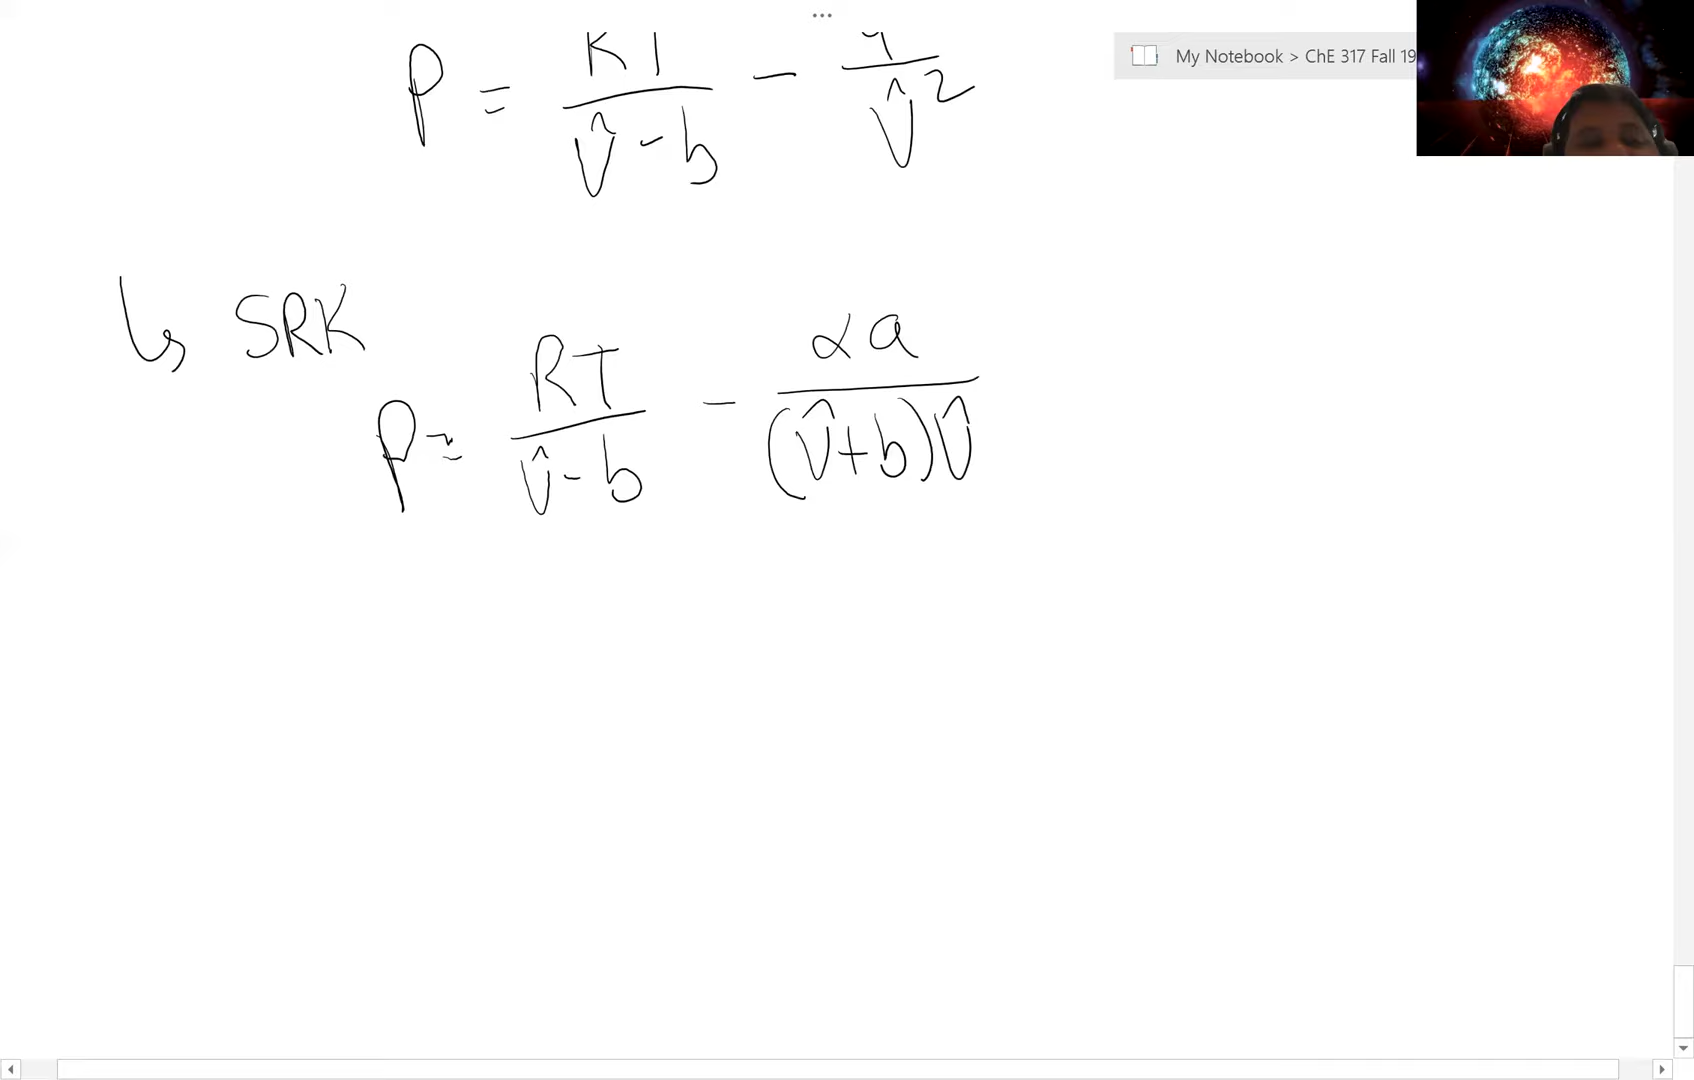 My Notebook > ChE 317 Fall 19
P = RT / (V̂ - b) - / V̂²
SRK
P = RT / (V̂ - b) - αa / ((V̂ + b)V̂)